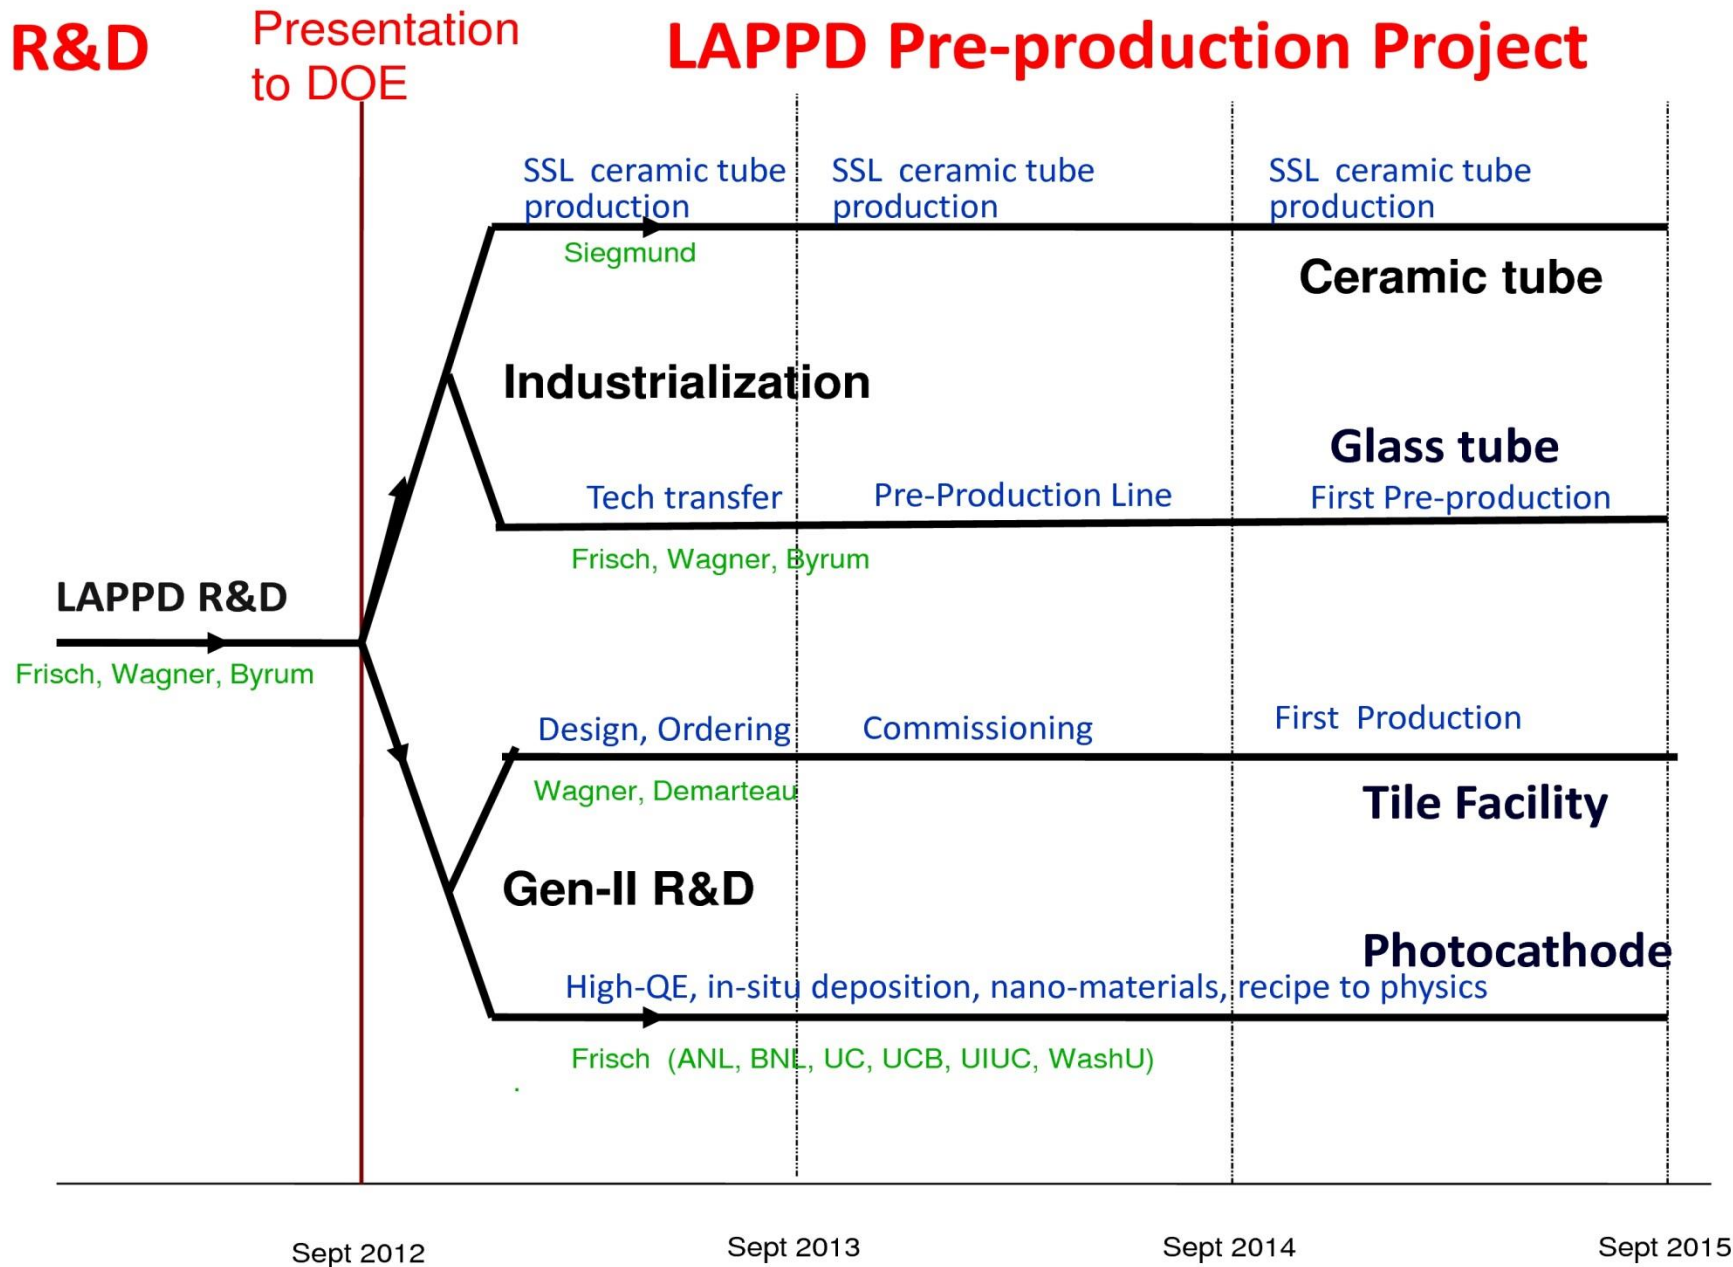 R&D
Presentation
to DOE
LAPPD Pre-production Project
SSL ceramic tube
production
SSL ceramic tube
production
SSL ceramic tube
production
Siegmund
Ceramic tube
Industrialization
Glass tube
Tech transfer
Pre-Production Line
First Pre-production
Frisch, Wagner, Byrum
LAPPD R&D
Frisch, Wagner, Byrum
Design, Ordering
Commissioning
First Production
Wagner, Demarteau
Tile Facility
Gen-II R&D
Photocathode
High-QE, in-situ deposition, nano-materials, recipe to physics
Frisch (ANL, BNL, UC, UCB, UIUC, WashU)
.
Sept 2012
Sept 2013
Sept 2014
Sept 2015